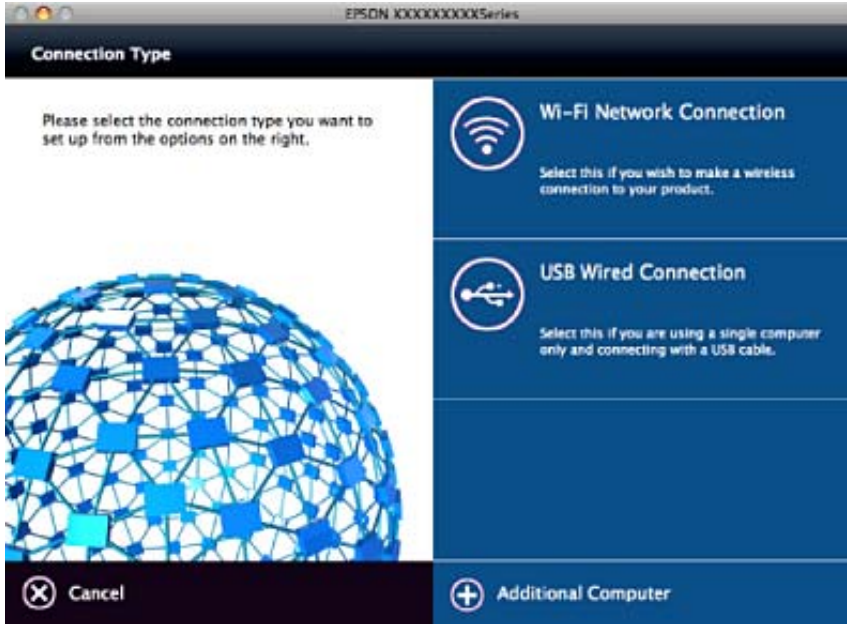 EPSON XXXXXXXXXSeries
Connection Type
Please select the connection type you want to
set up from the options on the right.
Wi-Fi Network Connection
Select this if you wish to make a wireless
connection to your product.
USB Wired Connection
Select this if you are using a single computer
only and connecting with a USB cable.
Cancel
Additional Computer